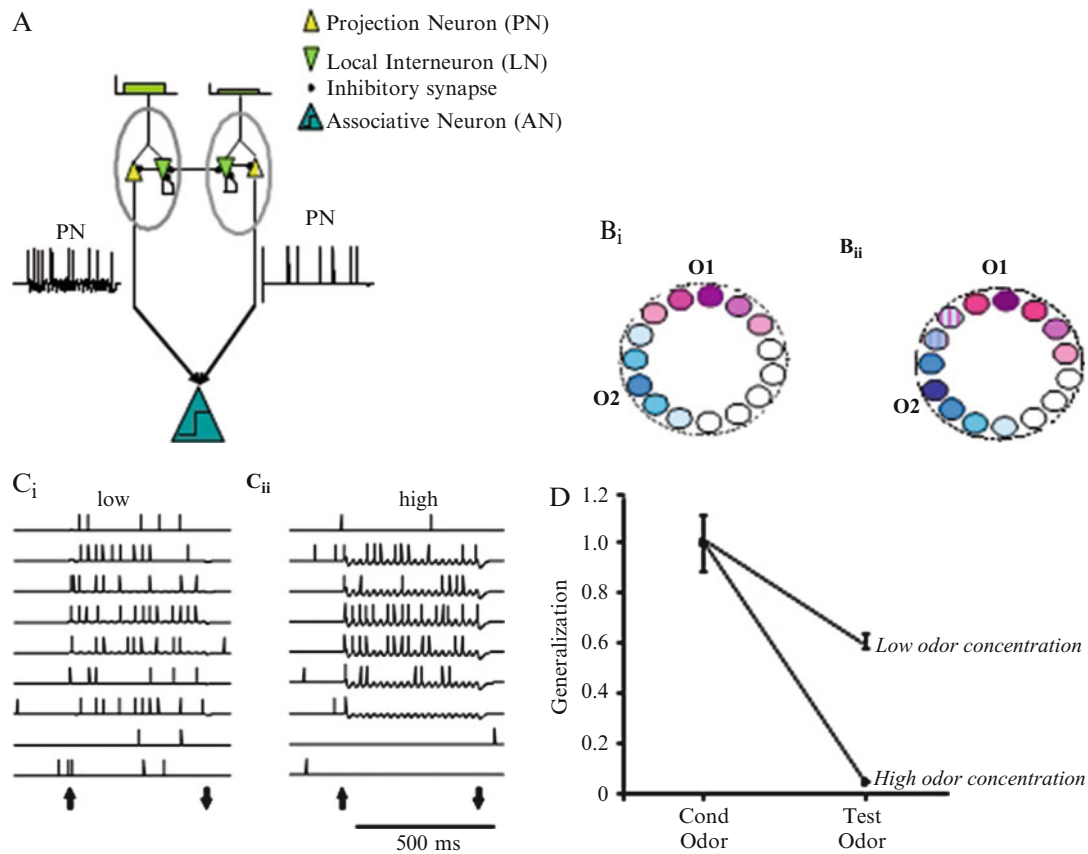 A
Projection Neuron (PN)
Local Interneuron (LN)
Inhibitory synapse
Associative Neuron (AN)
PN
PN
Bi
O1
O2
Bii
O1
O2
Ci
low
Cii
high
500 ms
D
Generalization
1.2
1.0
0.8
0.6
0.4
0.2
0
Low odor concentration
High odor concentration
Cond
Odor
Test
Odor